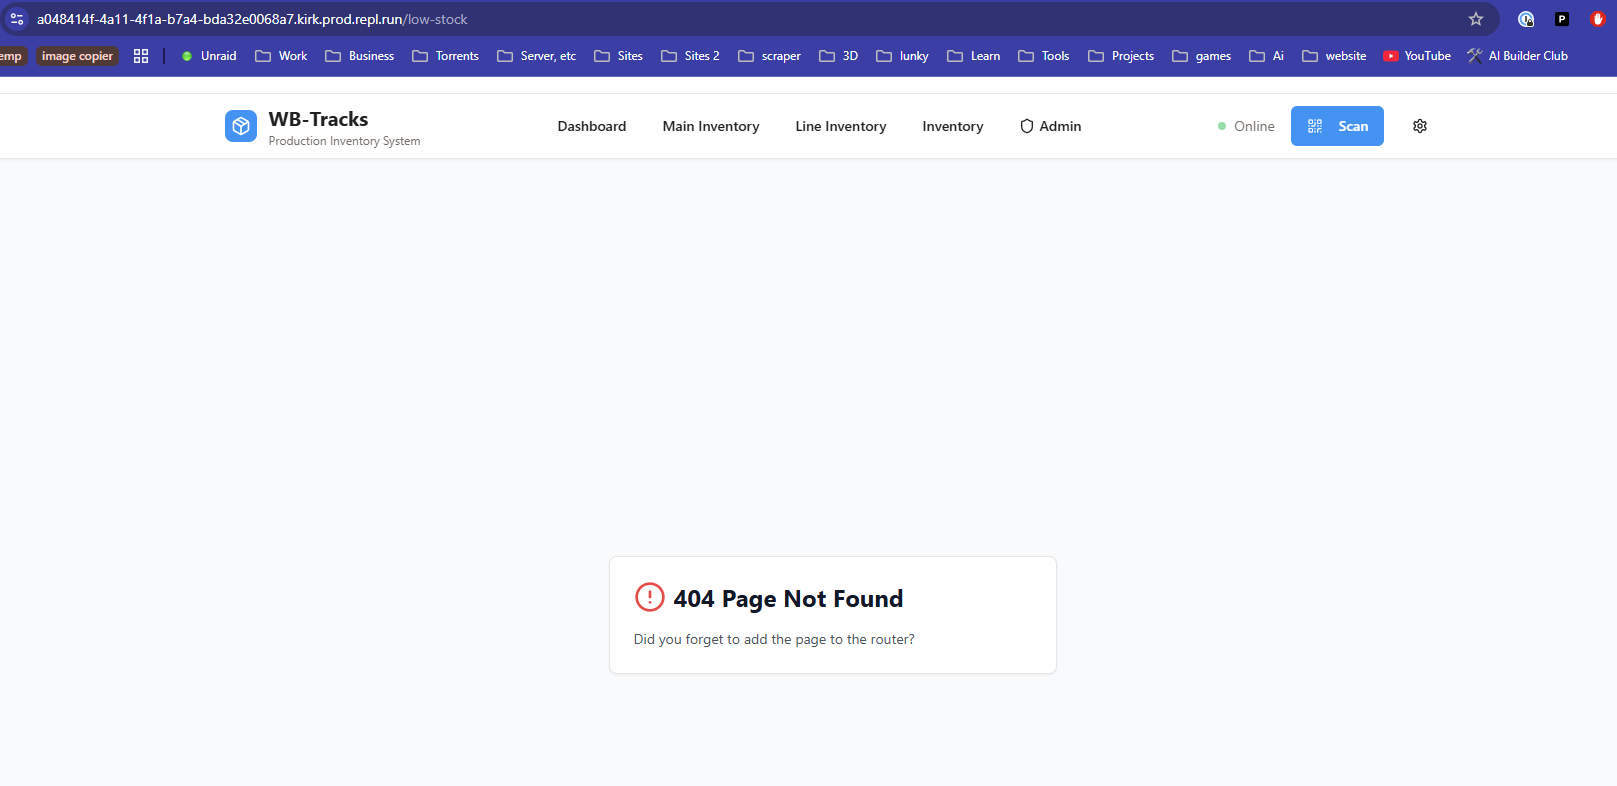 a048414f-4a11-4f1a-b7a4-bda32e0068a7.kirk.prod.repl.run/low-stock
emp image copier Unraid Work Business Torrents Server, etc Sites Sites 2 scraper 3D lunky Learn Tools Projects games Ai website YouTube AI Builder Club
WB-Tracks
Production Inventory System
Dashboard Main Inventory Line Inventory Inventory Admin Online Scan
404 Page Not Found
Did you forget to add the page to the router?